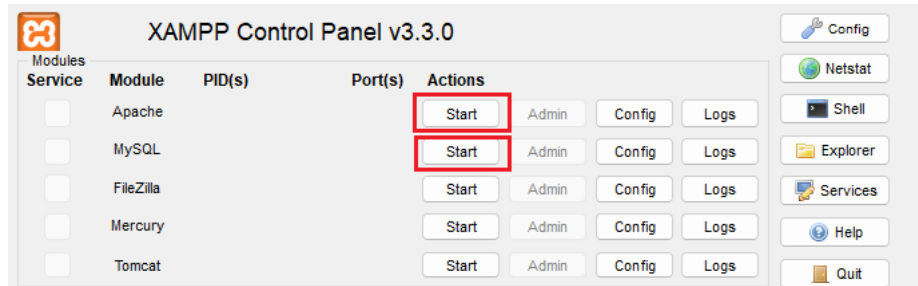 XAMPP Control Panel v3.3.0
Modules
Service Module PID(s) Port(s) Actions
Apache Start Admin Config Logs
MySQL Start Admin Config Logs
FileZilla Start Admin Config Logs
Mercury Start Admin Config Logs
Tomcat Start Admin Config Logs
Config
Netstat
Shell
Explorer
Services
Help
Quit